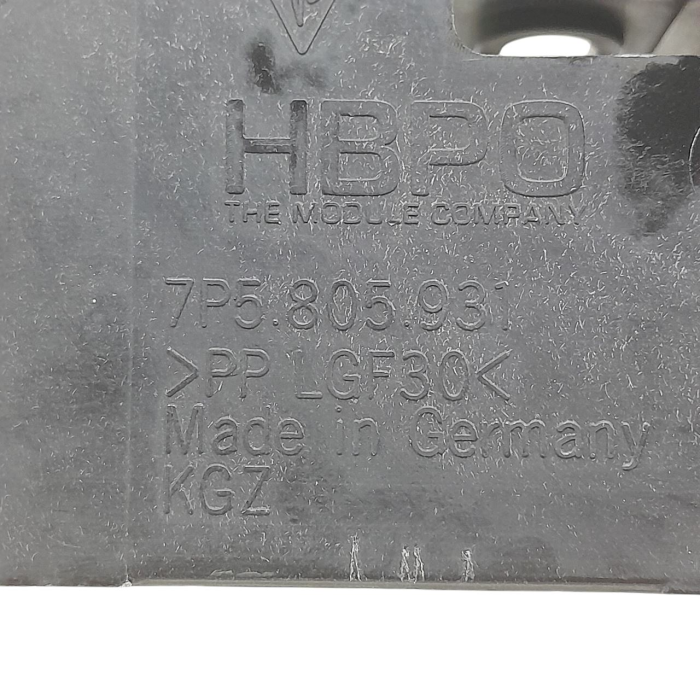 HBPO
THE MODULE COMPANY
7P5.805.931
>PP LGF30<
Made in Germany
KGZ